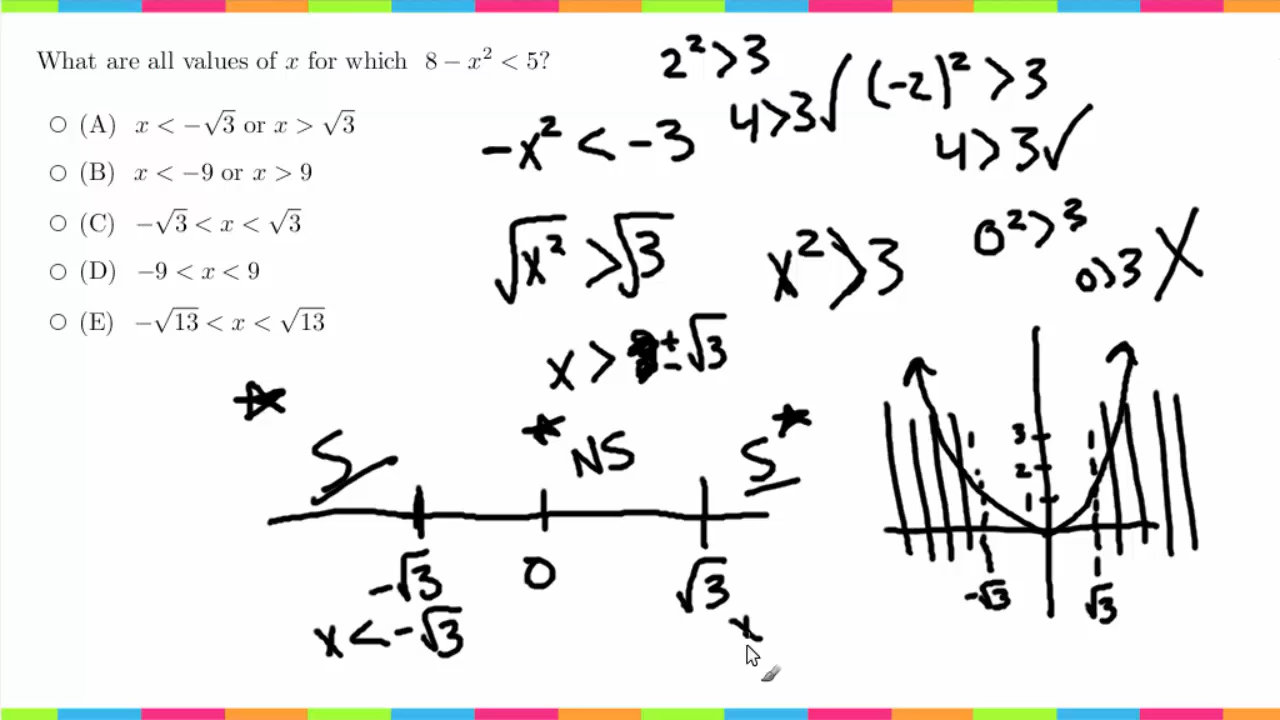 What are all values of x for which 8 − x² < 5?
(A) x < −√3 or x > √3
(B) x < −9 or x > 9
(C) −√3 < x < √3
(D) −9 < x < 9
(E) −√13 < x < √13
2² > 3
4 > 3 ✓
(-2)² > 3
4 > 3 ✓
-x² < -3
√x² > √3
x² > 3
0² > 3
0 > 3 X
x > ±√3
S
NS
S
-√3
0
√3
x < -√3
x
3
2
1
-√3
√3